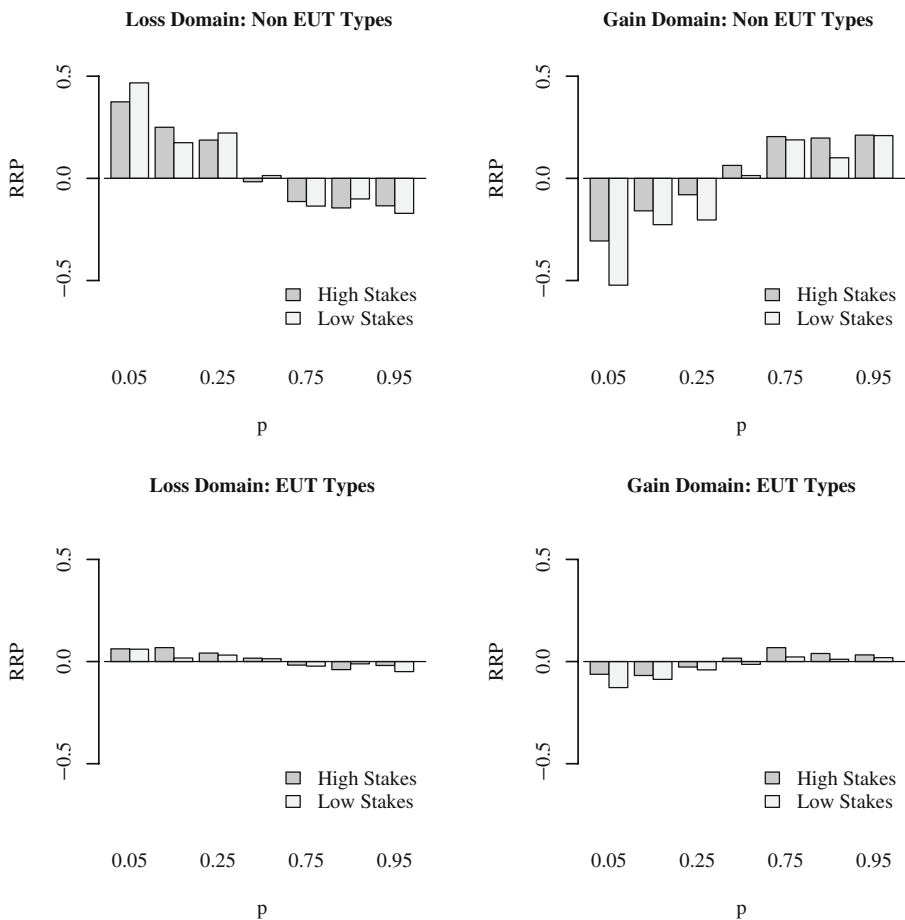 Loss Domain: Non EUT Types
RRP
0.5
0.0
−0.5
High Stakes
Low Stakes
0.05 0.25 0.75 0.95
p
Gain Domain: Non EUT Types
RRP
0.5
0.0
−0.5
High Stakes
Low Stakes
0.05 0.25 0.75 0.95
p
Loss Domain: EUT Types
RRP
0.5
0.0
−0.5
High Stakes
Low Stakes
0.05 0.25 0.75 0.95
p
Gain Domain: EUT Types
RRP
0.5
0.0
−0.5
High Stakes
Low Stakes
0.05 0.25 0.75 0.95
p